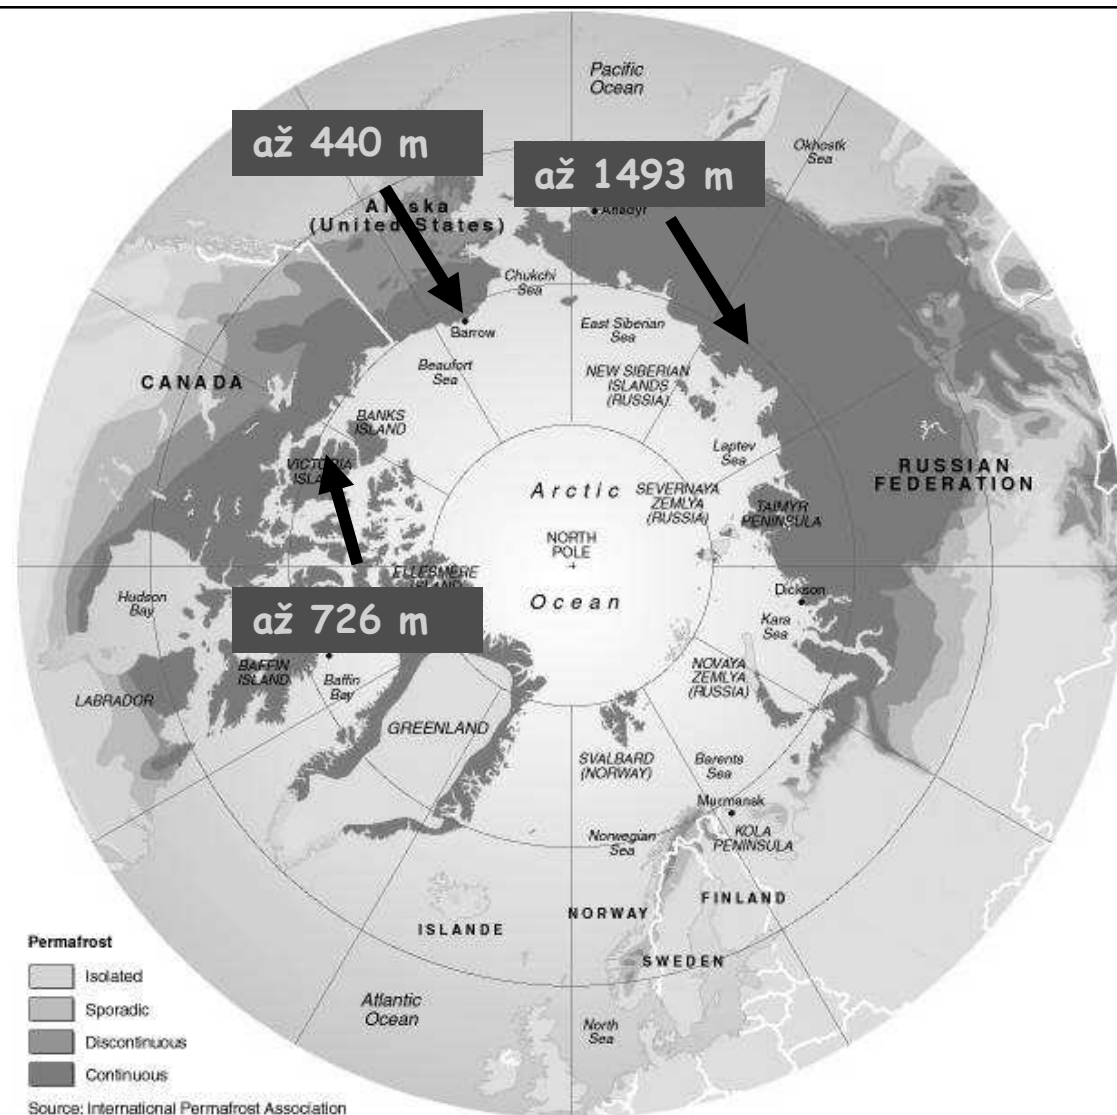 Pacific
Ocean
Okhostk
Sea
až 440 m
až 1493 m
Anadyr
Alaska
(United States)
Chukchi
Sea
East Siberian
Sea
Barrow
Beaufort
Sea
NEW SIBERIAN
ISLANDS
(RUSSIA)
CANADA
BANKS
ISLAND
VICTORIA
ISLAND
Laptev
Sea
RUSSIAN
FEDERATION
Arctic
SEVERNAYA
ZEMLYA
(RUSSIA)
TAIMYR
PENINSULA
NORTH
POLE
ELLESMERE
ISLAND
Ocean
Hudson
Bay
Dickson
Kara
Sea
až 726 m
BAFFIN
ISLAND
Baffin
Bay
NOVAYA
ZEMLYA
(RUSSIA)
LABRADOR
GREENLAND
SVALBARD
(NORWAY)
Barents
Sea
Murmansk
KOLA
PENINSULA
Norwegian
Sea
FINLAND
NORWAY
ISLANDE
SWEDEN
Atlantic
Ocean
North
Sea
Permafrost
Isolated
Sporadic
Discontinuous
Continuous
Source: International Permafrost Association